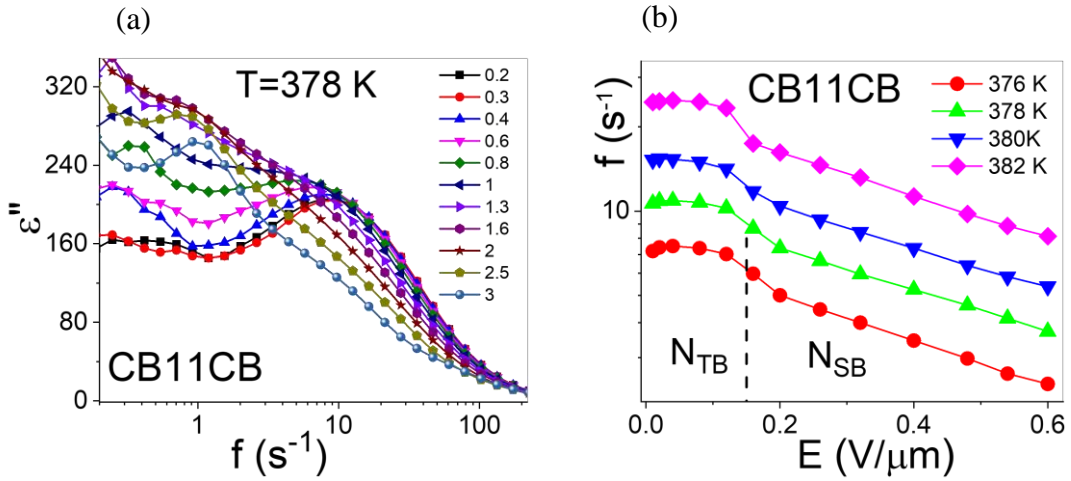 (a)
T=378 K
CB11CB
ε"
320
240
160
80
0
1
10
100
f (s⁻¹)
0.2
0.3
0.4
0.6
0.8
1
1.3
1.6
2
2.5
3
(b)
CB11CB
376 K
378 K
380K
382 K
f (s⁻¹)
10
N_TB
N_SB
0.0
0.2
0.4
0.6
E (V/μm)